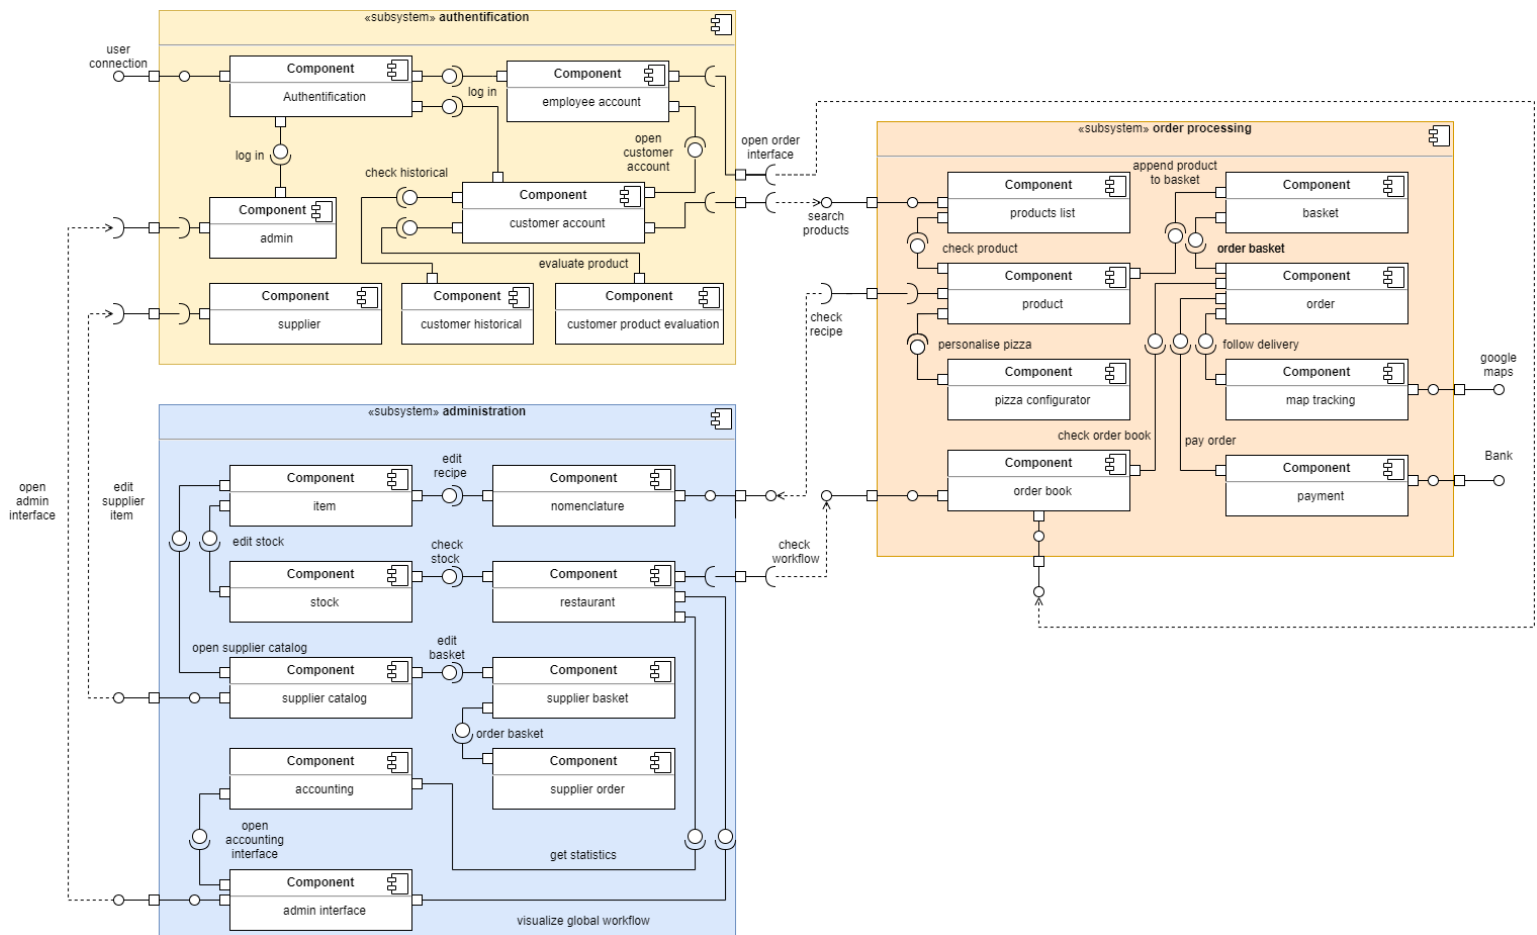 «subsystem» authentification
user
connection
Component
Authentification
log in
Component
employee account
log in
open
customer
account
check historical
Component
admin
Component
customer account
evaluate product
Component
supplier
Component
customer historical
Component
customer product evaluation
open order
interface
search
products
check
recipe
«subsystem» order processing
Component
products list
append product
to basket
Component
basket
check product
order basket
Component
product
Component
order
personalise pizza
follow delivery
Component
pizza configurator
Component
map tracking
google
maps
check order book
pay order
Component
order book
Component
payment
Bank
«subsystem» administration
open
admin
interface
edit
supplier
item
Component
item
edit
recipe
Component
nomenclature
edit stock
check
stock
Component
stock
Component
restaurant
check
workflow
open supplier catalog
edit
basket
Component
supplier catalog
Component
supplier basket
order basket
Component
accounting
Component
supplier order
open
accounting
interface
get statistics
Component
admin interface
visualize global workflow